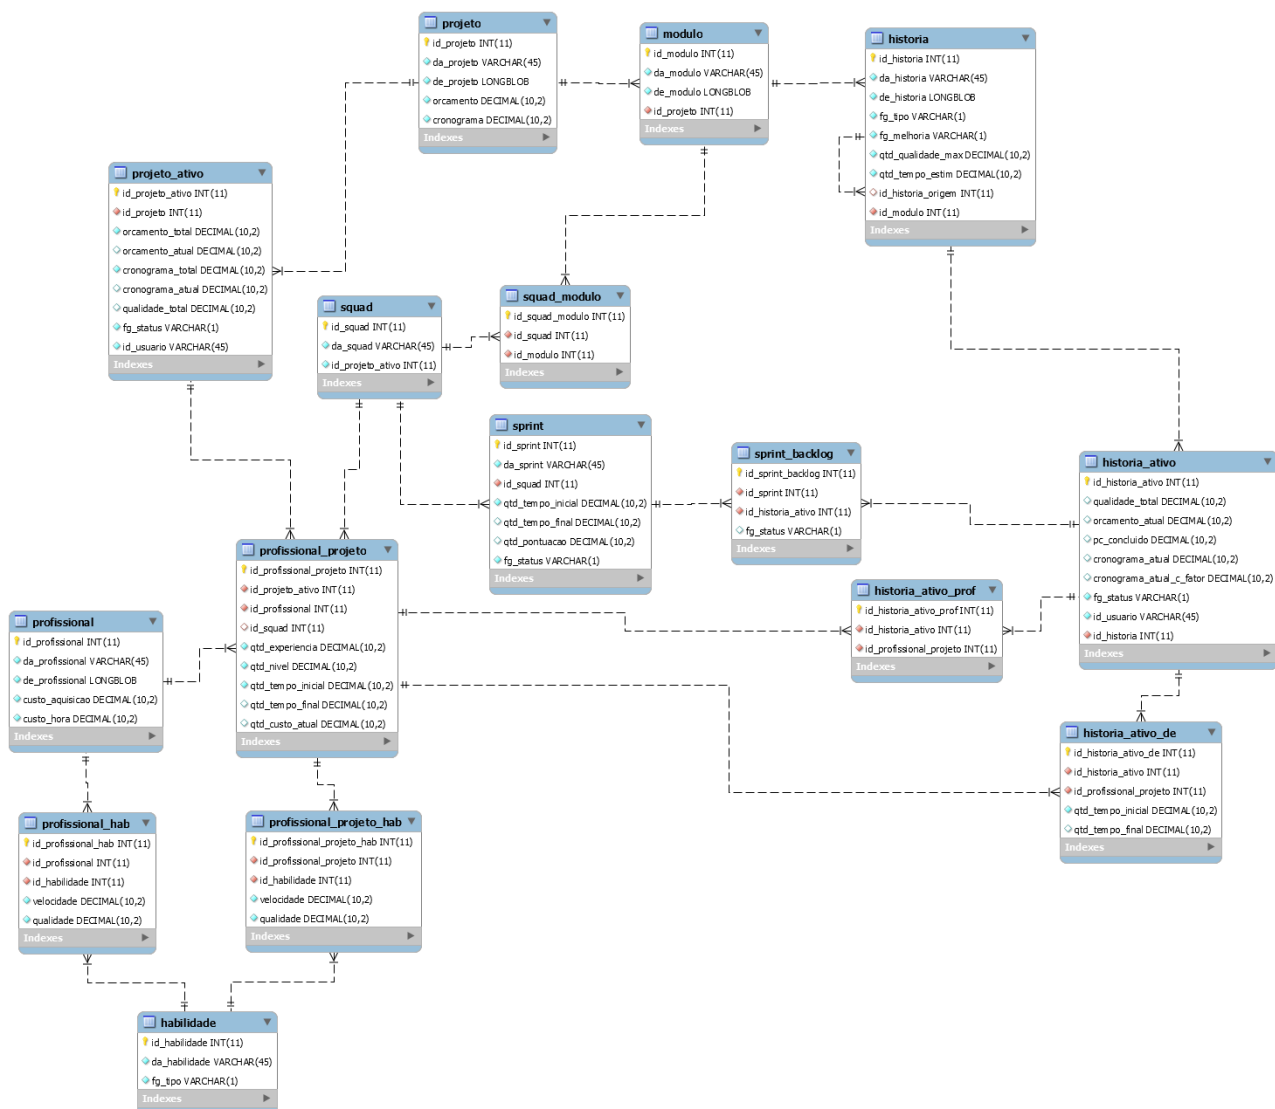 projeto
id_projeto INT(11)
da_projeto VARCHAR(45)
de_projeto LONGBLOB
orcamento DECIMAL(10,2)
cronograma DECIMAL(10,2)
Indexes
modulo
id_modulo INT(11)
da_modulo VARCHAR(45)
de_modulo LONGBLOB
id_projeto INT(11)
Indexes
historia
id_historia INT(11)
da_historia VARCHAR(45)
de_historia LONGBLOB
fg_tipo VARCHAR(1)
fg_melhoria VARCHAR(1)
qtd_qualidade_max DECIMAL(10,2)
qtd_tempo_estim DECIMAL(10,2)
id_historia_origem INT(11)
id_modulo INT(11)
Indexes
projeto_ativo
id_projeto_ativo INT(11)
id_projeto INT(11)
orcamento_total DECIMAL(10,2)
orcamento_atual DECIMAL(10,2)
cronograma_total DECIMAL(10,2)
cronograma_atual DECIMAL(10,2)
qualidade_total DECIMAL(10,2)
fg_status VARCHAR(1)
id_usuario VARCHAR(45)
Indexes
squad
id_squad INT(11)
da_squad VARCHAR(45)
id_projeto_ativo INT(11)
Indexes
squad_modulo
id_squad_modulo INT(11)
id_squad INT(11)
id_modulo INT(11)
Indexes
sprint
id_sprint INT(11)
da_sprint VARCHAR(45)
id_squad INT(11)
qtd_tempo_inicial DECIMAL(10,2)
qtd_tempo_final DECIMAL(10,2)
qtd_pontuacao DECIMAL(10,2)
fg_status VARCHAR(1)
Indexes
sprint_backlog
id_sprint_backlog INT(11)
id_sprint INT(11)
id_historia_ativo INT(11)
fg_status VARCHAR(1)
Indexes
historia_ativo
id_historia_ativo INT(11)
qualidade_total DECIMAL(10,2)
orcamento_atual DECIMAL(10,2)
pc_concluido DECIMAL(10,2)
cronograma_atual DECIMAL(10,2)
cronograma_atual_c_fator DECIMAL(10,2)
fg_status VARCHAR(1)
id_usuario VARCHAR(45)
id_historia INT(11)
Indexes
profissional_projeto
id_profissional_projeto INT(11)
id_projeto_ativo INT(11)
id_profissional INT(11)
id_squad INT(11)
qtd_experiencia DECIMAL(10,2)
qtd_nivel DECIMAL(10,2)
qtd_tempo_inicial DECIMAL(10,2)
qtd_tempo_final DECIMAL(10,2)
qtd_custo_atual DECIMAL(10,2)
Indexes
historia_ativo_prof
id_historia_ativo_prof INT(11)
id_historia_ativo INT(11)
id_profissional_projeto INT(11)
Indexes
profissional
id_profissional INT(11)
da_profissional VARCHAR(45)
de_profissional LONGBLOB
custo_aquisicao DECIMAL(10,2)
custo_hora DECIMAL(10,2)
Indexes
historia_ativo_de
id_historia_ativo_de INT(11)
id_historia_ativo INT(11)
id_profissional_projeto INT(11)
qtd_tempo_inicial DECIMAL(10,2)
qtd_tempo_final DECIMAL(10,2)
Indexes
profissional_hab
id_profissional_hab INT(11)
id_profissional INT(11)
id_habilidade INT(11)
velocidade DECIMAL(10,2)
qualidade DECIMAL(10,2)
Indexes
profissional_projeto_hab
id_profissional_projeto_hab INT(11)
id_profissional_projeto INT(11)
id_habilidade INT(11)
velocidade DECIMAL(10,2)
qualidade DECIMAL(10,2)
Indexes
habilidade
id_habilidade INT(11)
da_habilidade VARCHAR(45)
fg_tipo VARCHAR(1)
Indexes